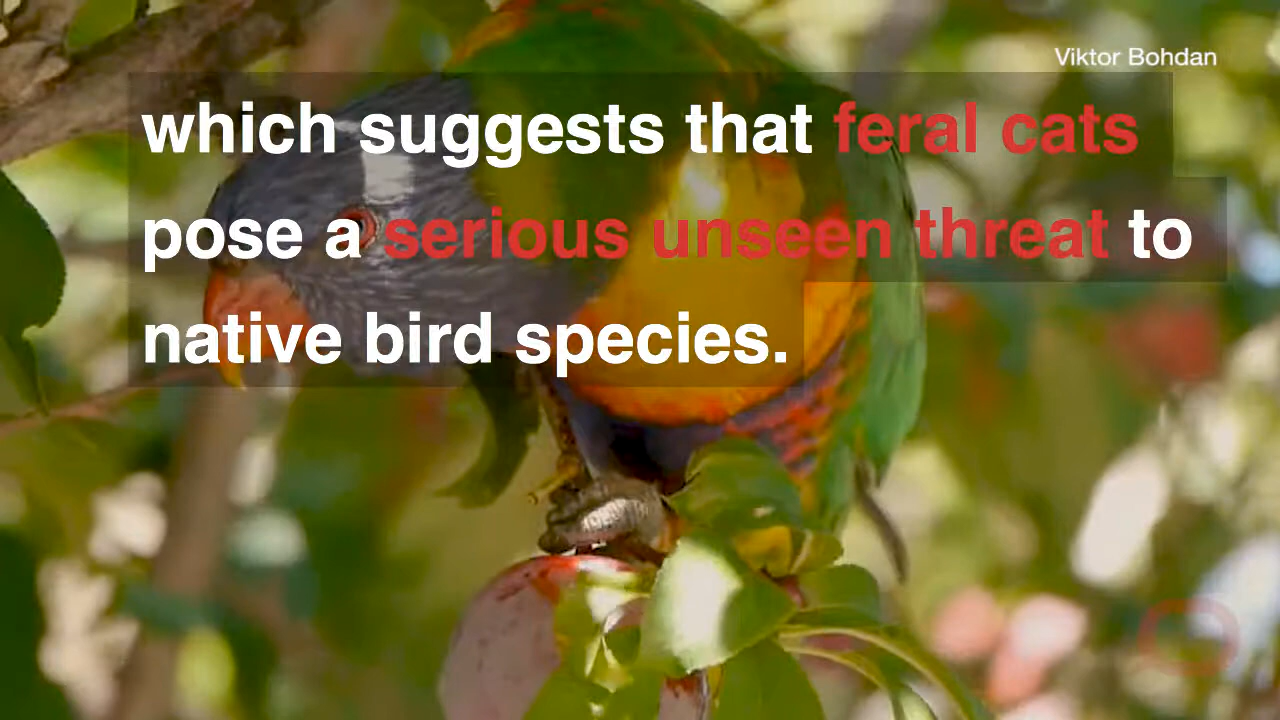 Viktor Bohdan
which suggests that feral cats
pose a serious unseen threat to
native bird species.